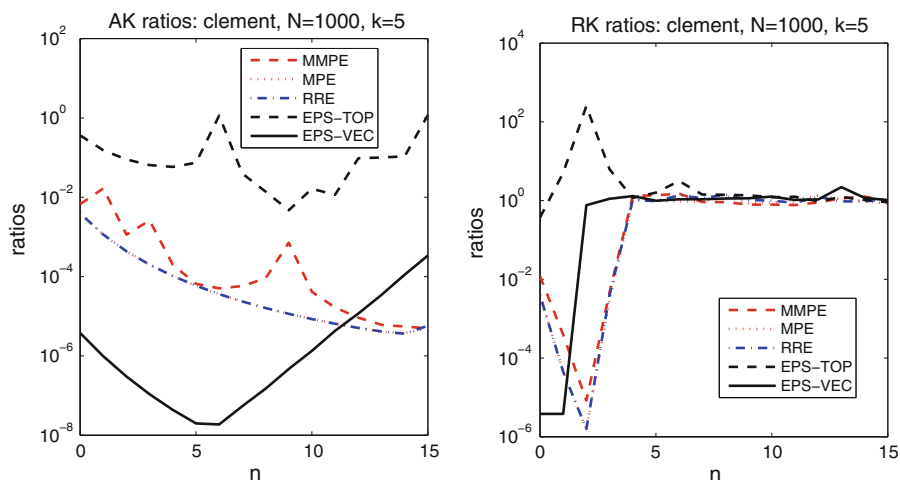 AK ratios: clement, N=1000, k=5
10^2
10^0
10^-2
10^-4
10^-6
10^-8
ratios
MMPE
MPE
RRE
EPS-TOP
EPS-VEC
0 5 10 15
n
RK ratios: clement, N=1000, k=5
10^4
10^2
10^0
10^-2
10^-4
10^-6
ratios
MMPE
MPE
RRE
EPS-TOP
EPS-VEC
0 5 10 15
n